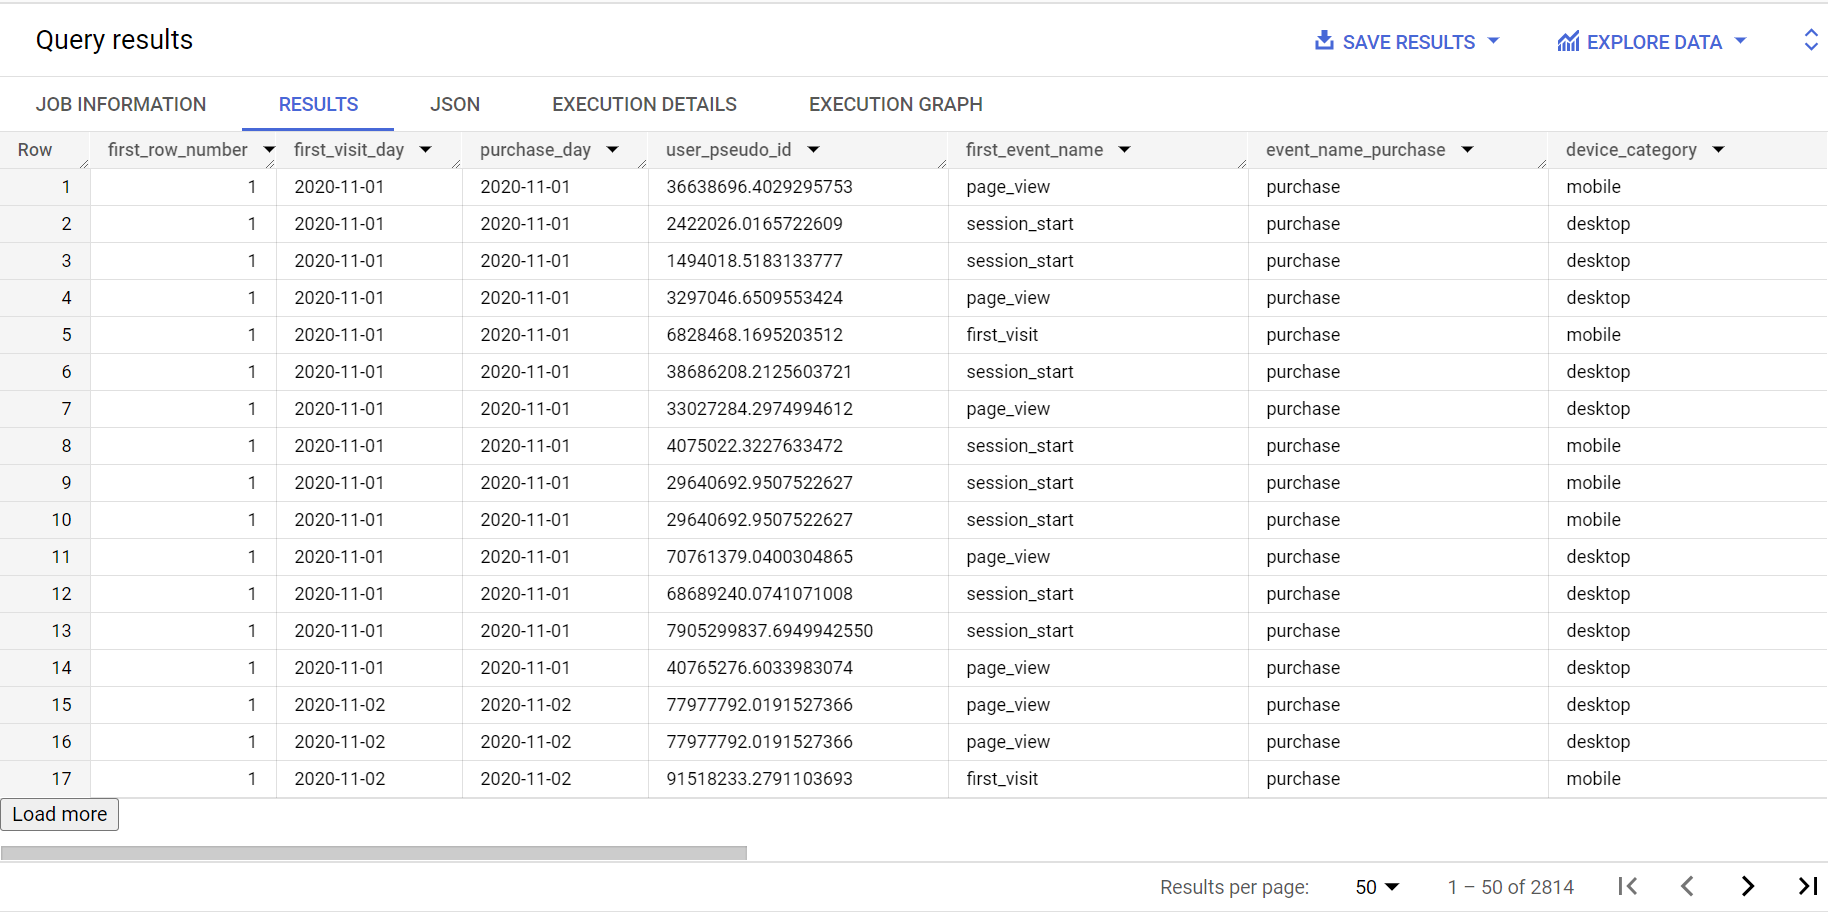 Query results SAVE RESULTS EXPLORE DATA
JOB INFORMATION RESULTS JSON EXECUTION DETAILS EXECUTION GRAPH
Row first_row_number first_visit_day purchase_day user_pseudo_id first_event_name event_name_purchase device_category
1 1 2020-11-01 2020-11-01 36638696.4029295753 page_view purchase mobile
2 1 2020-11-01 2020-11-01 2422026.0165722609 session_start purchase desktop
3 1 2020-11-01 2020-11-01 1494018.5183133777 session_start purchase desktop
4 1 2020-11-01 2020-11-01 3297046.6509553424 page_view purchase desktop
5 1 2020-11-01 2020-11-01 6828468.1695203512 first_visit purchase mobile
6 1 2020-11-01 2020-11-01 38686208.2125603721 session_start purchase desktop
7 1 2020-11-01 2020-11-01 33027284.2974994612 page_view purchase desktop
8 1 2020-11-01 2020-11-01 4075022.3227633472 session_start purchase mobile
9 1 2020-11-01 2020-11-01 29640692.9507522627 session_start purchase mobile
10 1 2020-11-01 2020-11-01 29640692.9507522627 session_start purchase mobile
11 1 2020-11-01 2020-11-01 70761379.0400304865 page_view purchase desktop
12 1 2020-11-01 2020-11-01 68689240.0741071008 session_start purchase desktop
13 1 2020-11-01 2020-11-01 7905299837.6949942550 session_start purchase desktop
14 1 2020-11-01 2020-11-01 40765276.6033983074 page_view purchase desktop
15 1 2020-11-02 2020-11-02 77977792.0191527366 page_view purchase desktop
16 1 2020-11-02 2020-11-02 77977792.0191527366 page_view purchase desktop
17 1 2020-11-02 2020-11-02 91518233.2791103693 first_visit purchase mobile
Load more
Results per page: 50 1 – 50 of 2814